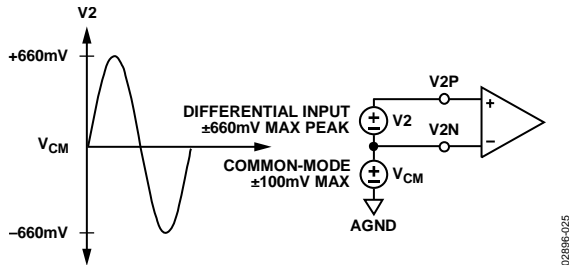 V2
+660mV
VCM
–660mV
DIFFERENTIAL INPUT
±660mV MAX PEAK
COMMON-MODE
±100mV MAX
V2P
V2
V2N
VCM
AGND
+
–
+
–
+
–
02896-025